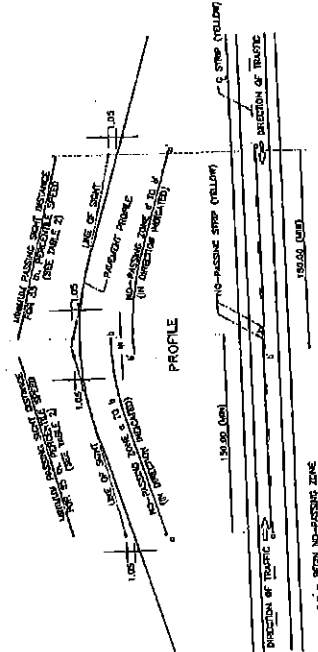 MINIMUM PASSING SIGHT DISTANCE
FOR 85 th. PERCENTILE SPEED
(SEE TABLE 2)
MINIMUM PASSING SIGHT DISTANCE
FOR 85 th. PERCENTILE SPEED
(SEE TABLE 2)
1.05
1.05
1.05
1.05
LINE OF SIGHT
LINE OF SIGHT
PAVEMENT PROFILE
NO-PASSING ZONE a TO b
(IN DIRECTION INDICATED)
NO-PASSING ZONE a' TO b'
(IN DIRECTION INDICATED)
a
b
b'
a'
PROFILE
NO-PASSING STRIP (YELLOW)
C STRIP (YELLOW)
150.00 (MIN)
150.00 (MIN)
DIRECTION OF TRAFFIC
DIRECTION OF TRAFFIC
BEGIN NO-PASSING ZONE